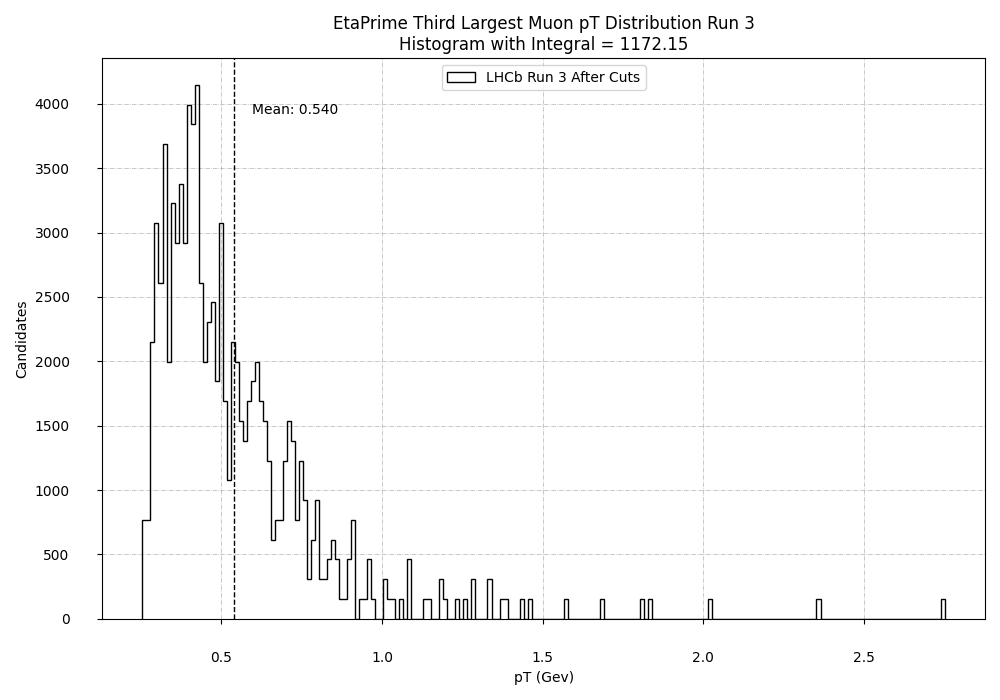 EtaPrime Third Largest Muon pT Distribution Run 3
Histogram with Integral = 1172.15
LHCb Run 3 After Cuts
Mean: 0.540
4000
3500
3000
2500
2000
1500
1000
500
0
Candidates
0.5
1.0
1.5
2.0
2.5
pT (Gev)